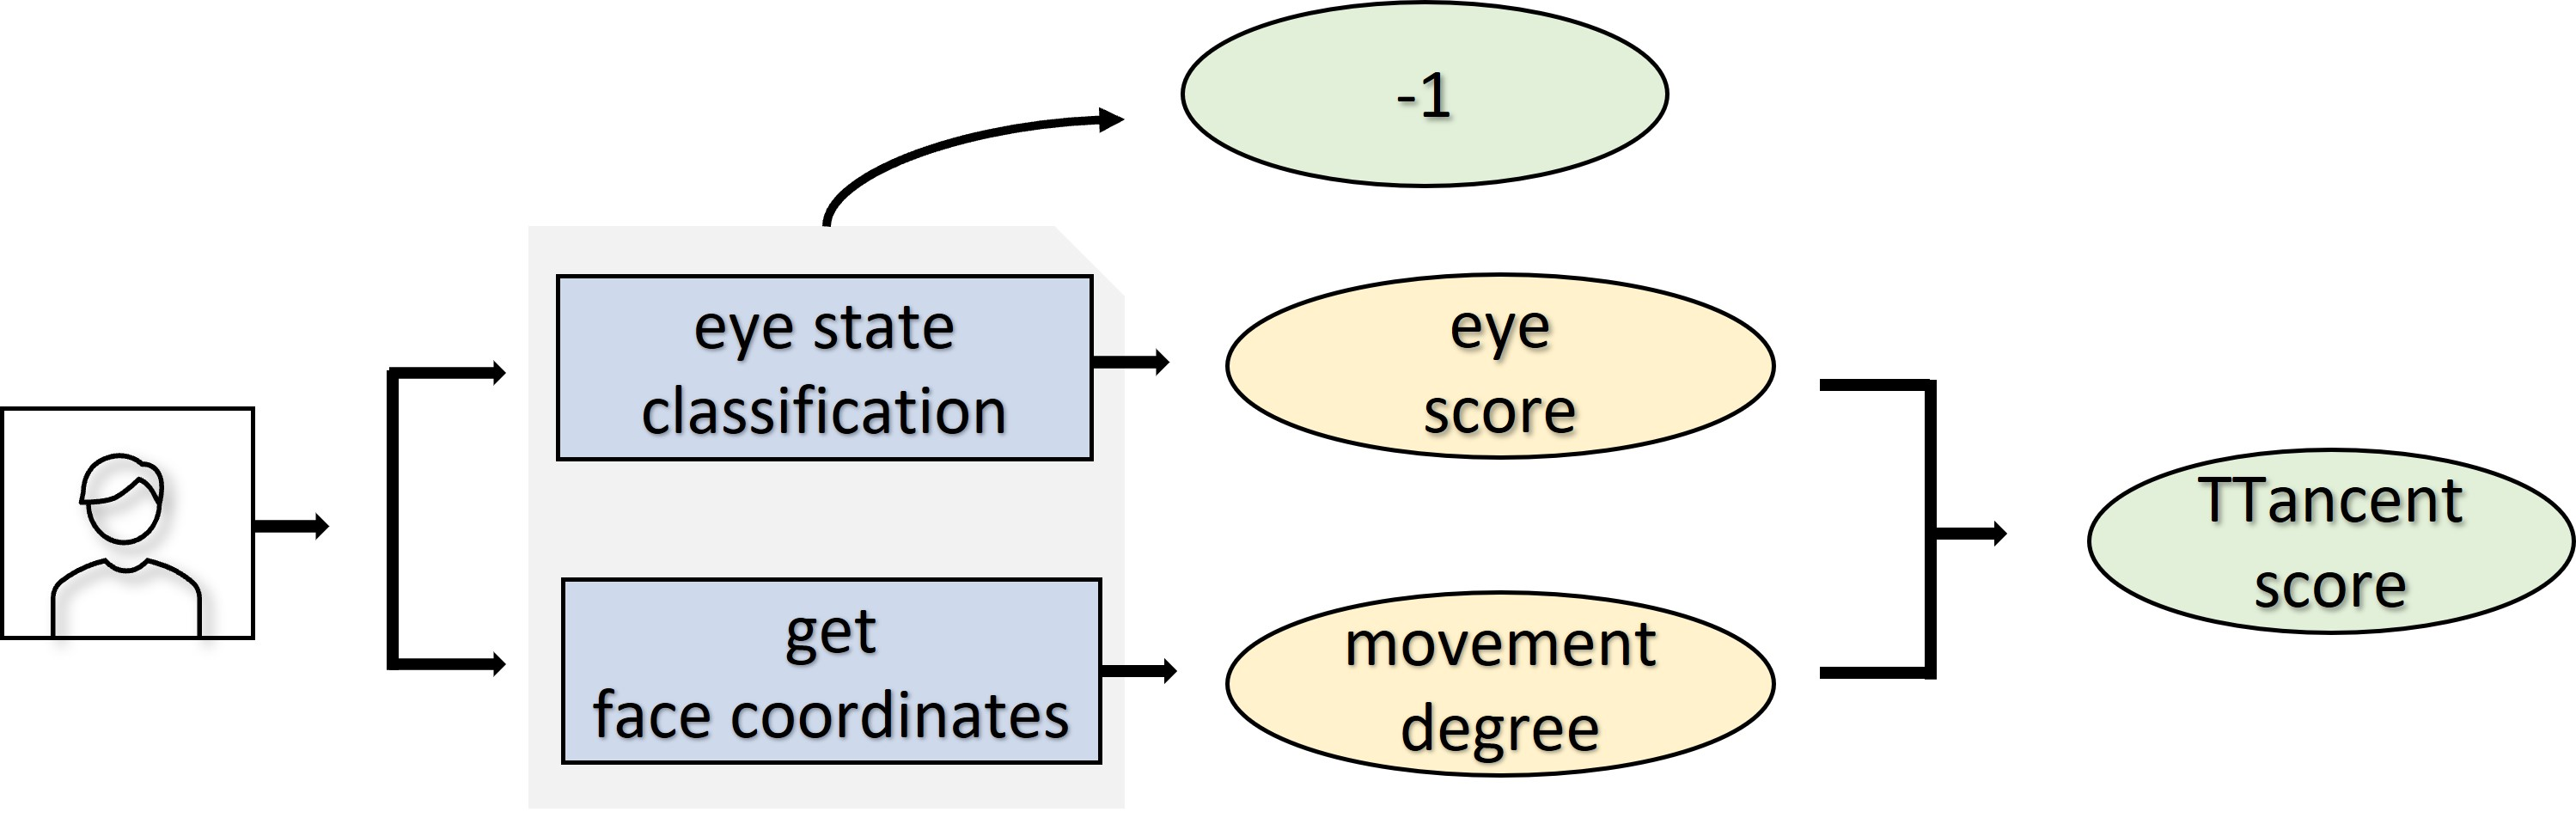 -1
eye state
classification
eye
score
get
face coordinates
movement
degree
TTancent
score